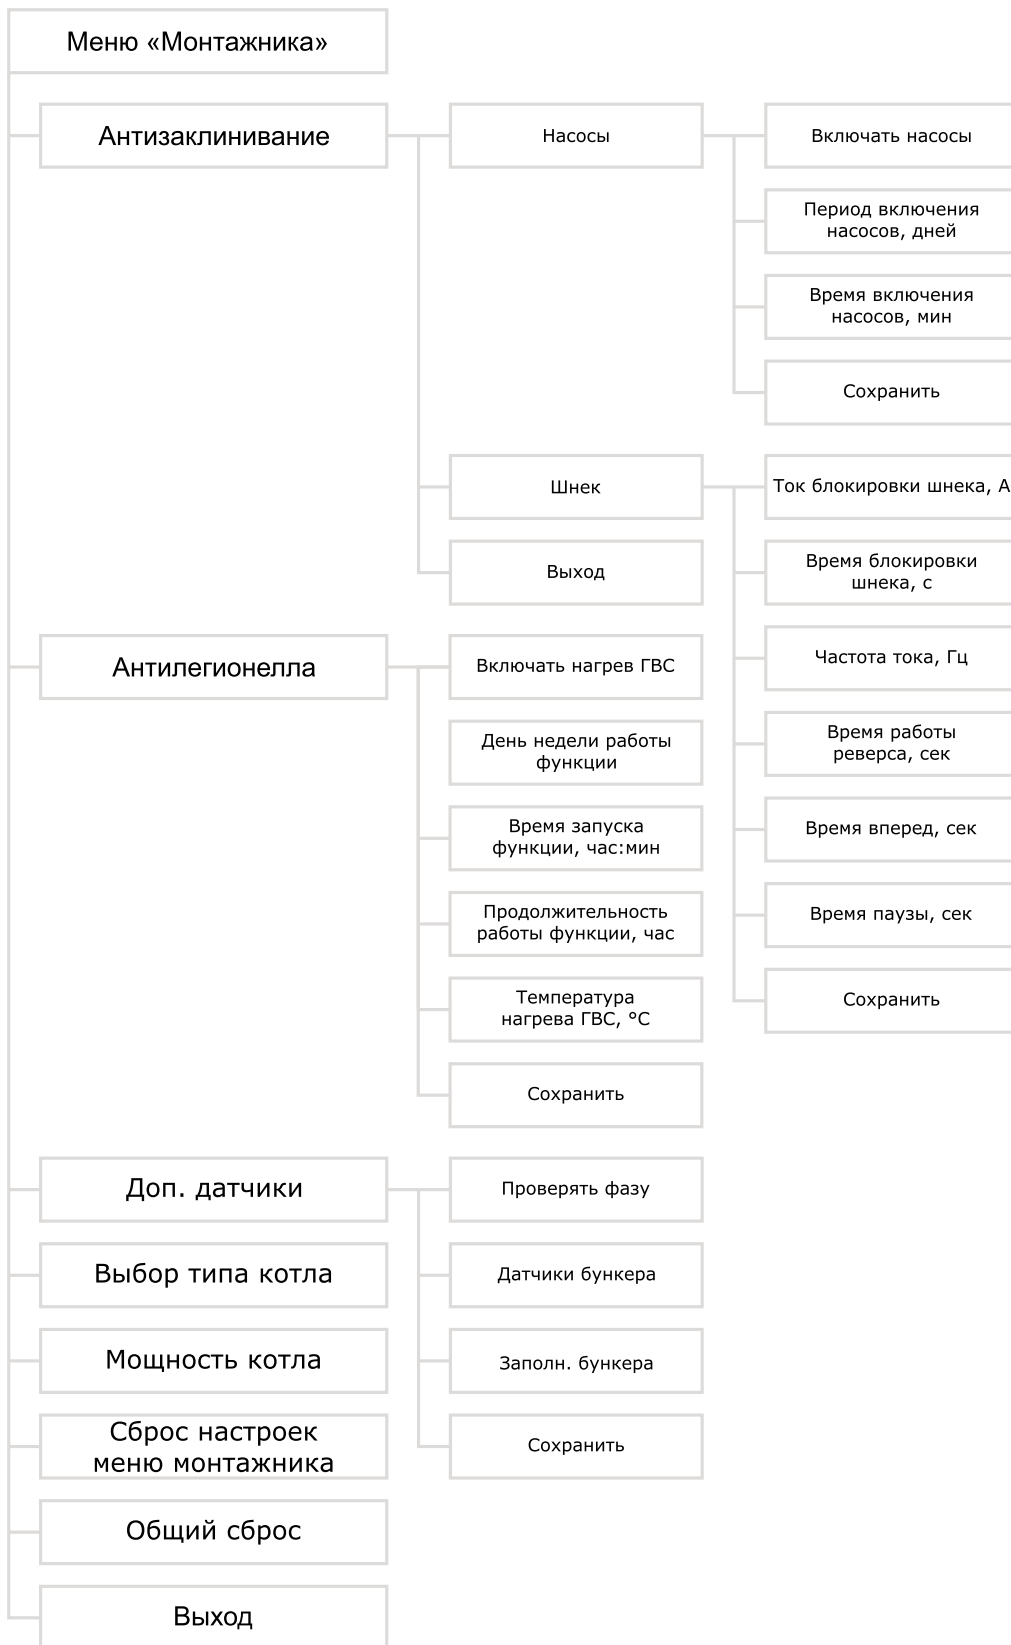 Меню «Монтажника»
Антизаклинивание
Насосы
Включать насосы
Период включения
насосов, дней
Время включения
насосов, мин
Сохранить
Шнек
Ток блокировки шнека, А
Время блокировки
шнека, с
Частота тока, Гц
Время работы
реверса, сек
Время вперед, сек
Время паузы, сек
Сохранить
Выход
Антилегионелла
Включать нагрев ГВС
День недели работы
функции
Время запуска
функции, час:мин
Продолжительность
работы функции, час
Температура
нагрева ГВС, °С
Сохранить
Доп. датчики
Проверять фазу
Датчики бункера
Заполн. бункера
Сохранить
Выбор типа котла
Мощность котла
Сброс настроек
меню монтажника
Общий сброс
Выход